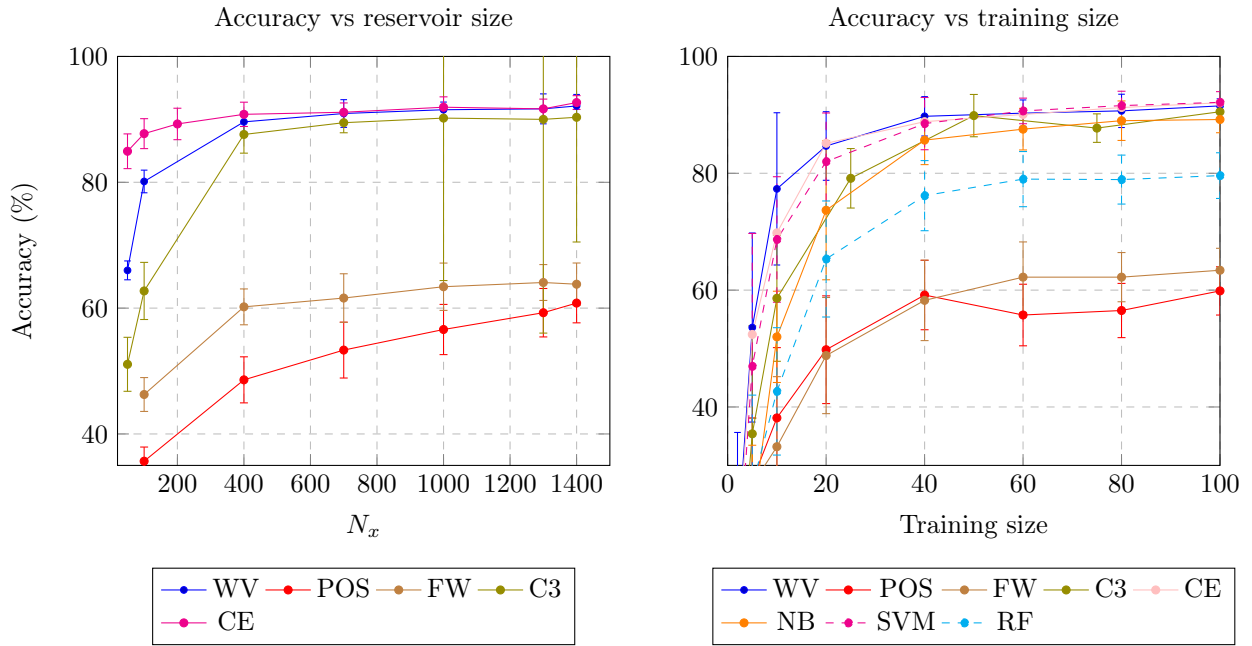 Accuracy vs reservoir size
Accuracy (%)
100
80
60
40
200 400 600 800 1000 1200 1400
N_x
WV POS FW C3
CE
Accuracy vs training size
100
80
60
40
0 20 40 60 80 100
Training size
WV POS FW C3 CE
NB SVM RF